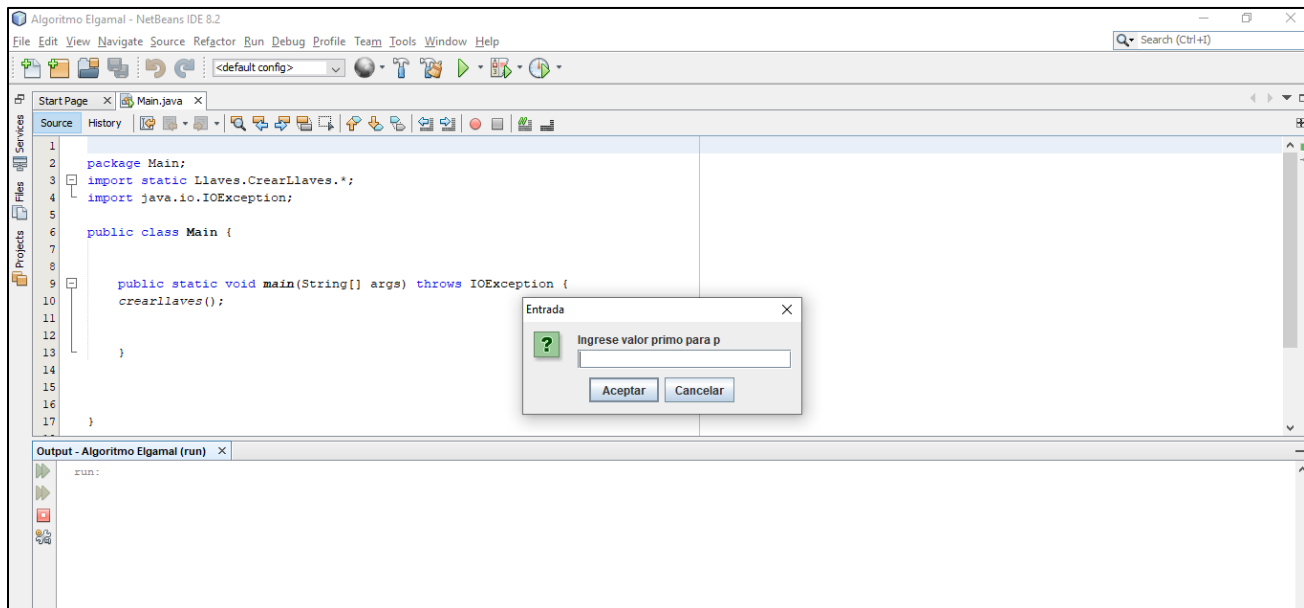 Algoritmo Elgamal - NetBeans IDE 8.2
File Edit View Navigate Source Refactor Run Debug Profile Team Tools Window Help
Search (Ctrl+I)
<default config>
Start Page
Main.java
Source History
Services
Files
Projects
1
2 package Main;
3 import static Llaves.CrearLlaves.*;
4 import java.io.IOException;
5
6 public class Main {
7
8
9 public static void main(String[] args) throws IOException {
10 crearllaves();
11
12
13 }
14
15
16
17 }
Entrada
?
Ingrese valor primo para p
Aceptar Cancelar
Output - Algoritmo Elgamal (run)
run: